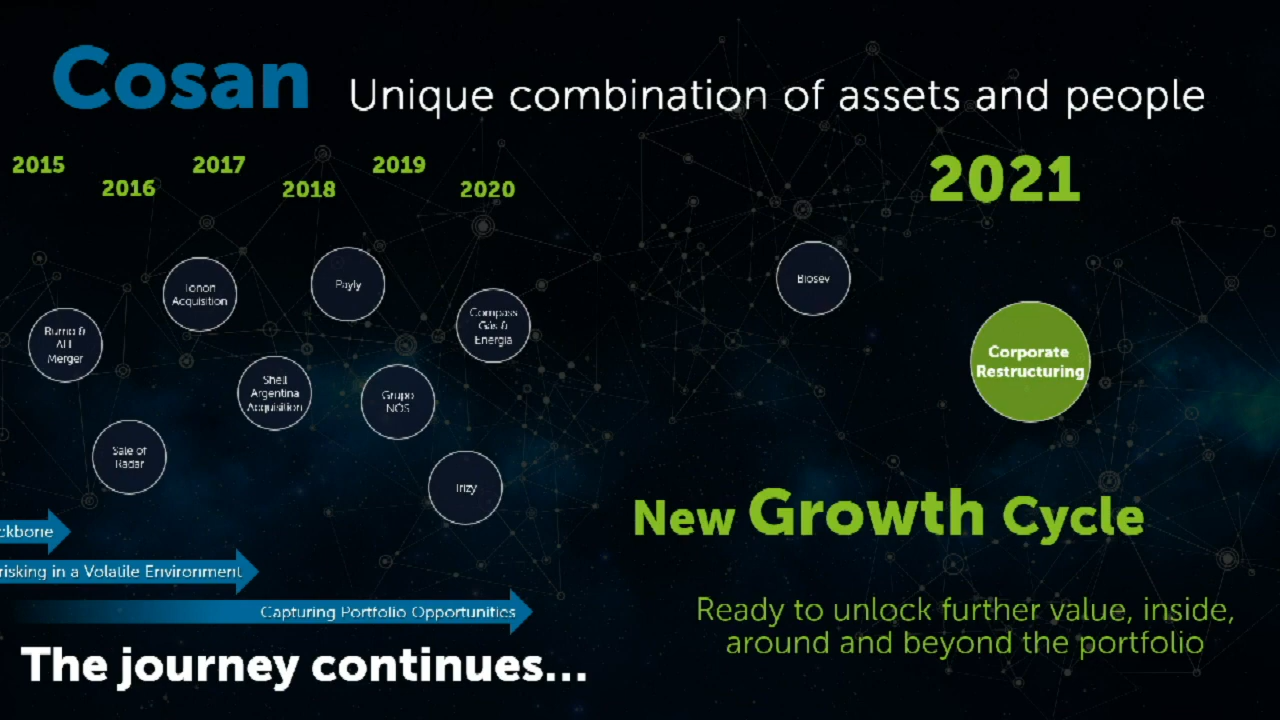 Cosan Unique combination of assets and people
2015
2016
2017
2018
2019
2020
2021
Rumo &
ALL
Merger
Sale of
Radar
Tonon
Acquisition
Shell
Argentina
Acquisition
Payly
Grupo
NÓS
Compass
Gás &
Energia
Trizy
Biosev
Corporate
Restructuring
ckbone
risking in a Volatile Environment
Capturing Portfolio Opportunities
The journey continues...
New Growth Cycle
Ready to unlock further value, inside,
around and beyond the portfolio